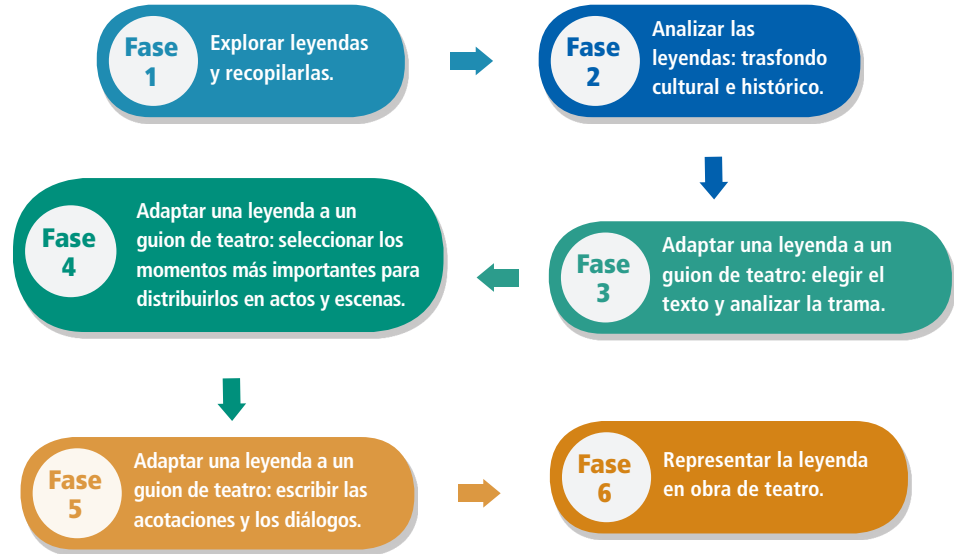 Fase
1
Explorar leyendas
y recopilarlas.
Fase
2
Analizar las
leyendas: trasfondo
cultural e histórico.
Fase
3
Adaptar una leyenda a un
guion de teatro: elegir el
texto y analizar la trama.
Fase
4
Adaptar una leyenda a un
guion de teatro: seleccionar los
momentos más importantes para
distribuirlos en actos y escenas.
Fase
5
Adaptar una leyenda a un
guion de teatro: escribir las
acotaciones y los diálogos.
Fase
6
Representar la leyenda
en obra de teatro.